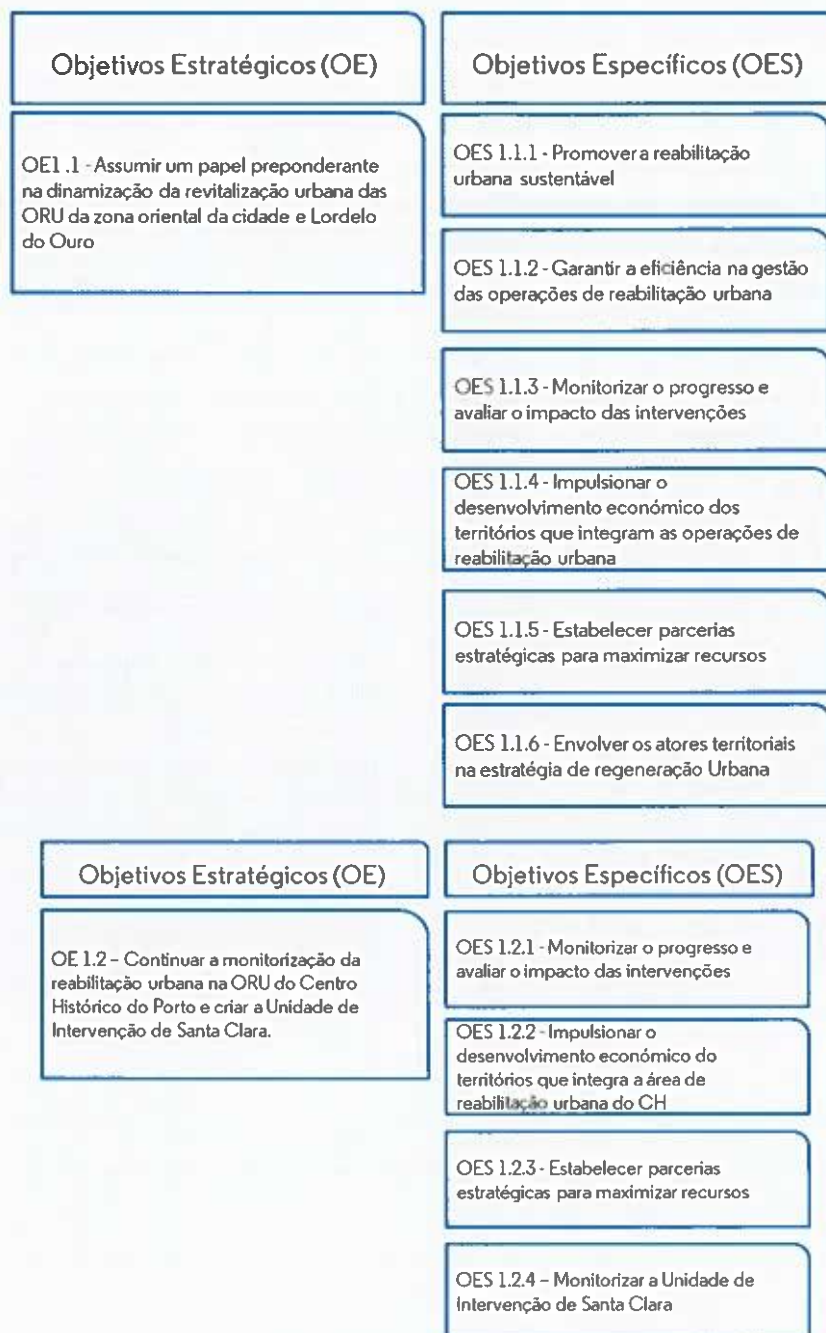 Objetivos Estratégicos (OE)
Objetivos Específicos (OES)
OE1 .1 - Assumir um papel preponderante
na dinamização da revitalização urbana das
ORU da zona oriental da cidade e Lordelo
do Ouro
OES 1.1.1 - Promover a reabilitação
urbana sustentável
OES 1.1.2 - Garantir a eficiência na gestão
das operações de reabilitação urbana
OES 1.1.3 - Monitorizar o progresso e
avaliar o impacto das intervenções
OES 1.1.4 - Impulsionar o
desenvolvimento económico dos
territórios que integram as operações de
reabilitação urbana
OES 1.1.5 - Estabelecer parcerias
estratégicas para maximizar recursos
OES 1.1.6 - Envolver os atores territoriais
na estratégia de regeneração Urbana
Objetivos Estratégicos (OE)
Objetivos Específicos (OES)
OE 1.2 – Continuar a monitorização da
reabilitação urbana na ORU do Centro
Histórico do Porto e criar a Unidade de
Intervenção de Santa Clara.
OES 1.2.1 - Monitorizar o progresso e
avaliar o impacto das intervenções
OES 1.2.2 - Impulsionar o
desenvolvimento económico do
territórios que integra a área de
reabilitação urbana do CH
OES 1.2.3 - Estabelecer parcerias
estratégicas para maximizar recursos
OES 1.2.4 – Monitorizar a Unidade de
Intervenção de Santa Clara